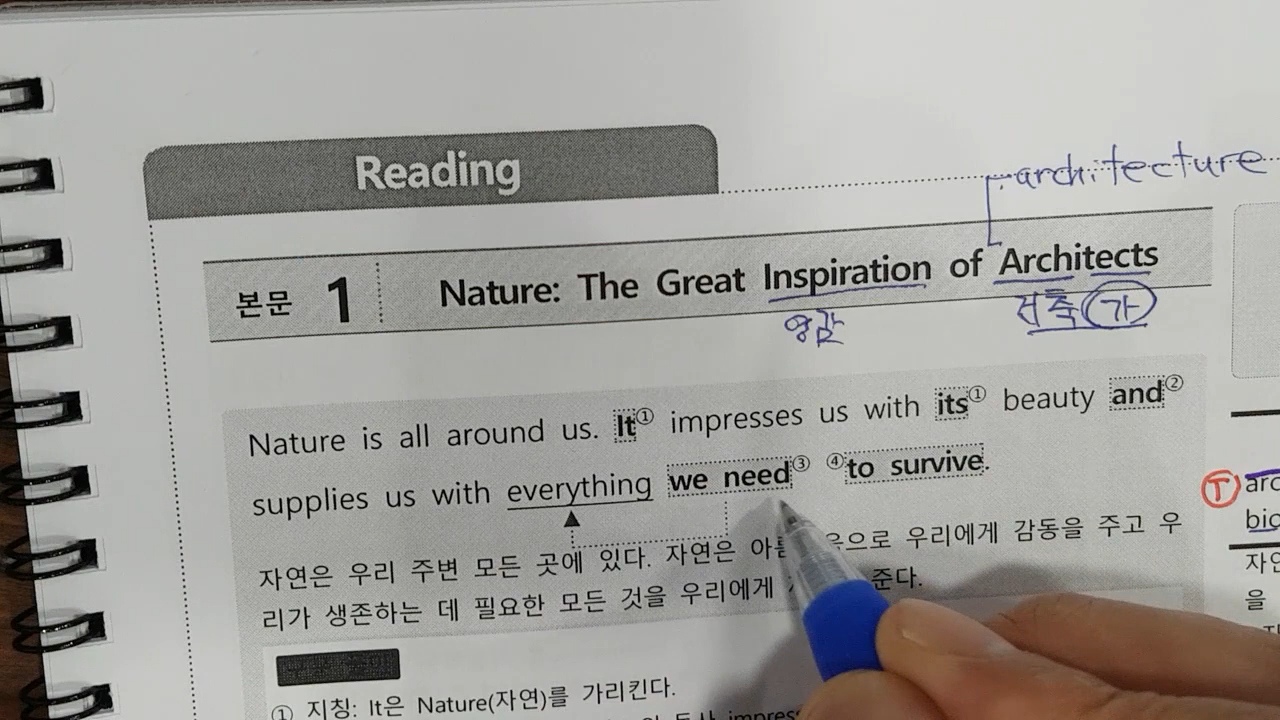 Reading
architecture
본문 1 Nature: The Great Inspiration of Architects
영감 건축가
Nature is all around us. It① impresses us with its① beauty and②
supplies us with everything we need③ ④to survive.
자연은 우리 주변 모든 곳에 있다. 자연은 으로 우리에게 감동을 주고 우
리가 생존하는 데 필요한 모든 것을 우리에게 준다.
① 지칭: It은 Nature(자연)를 가리킨다.
T
자연
을